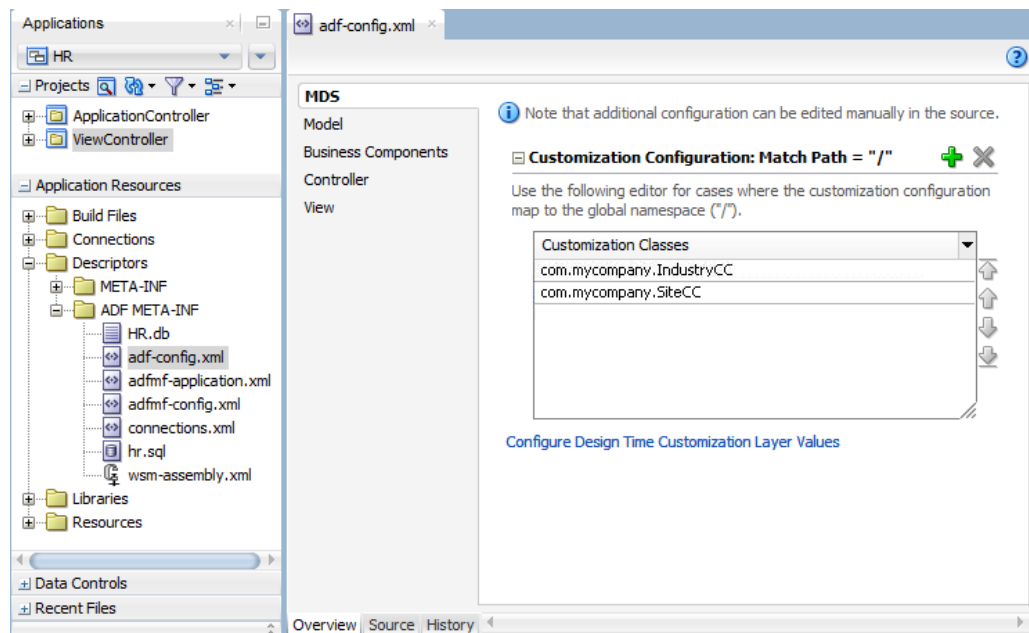 Applications
HR
Projects
ApplicationController
ViewController
Application Resources
Build Files
Connections
Descriptors
META-INF
ADF META-INF
HR.db
adf-config.xml
adfmf-application.xml
adfmf-config.xml
connections.xml
hr.sql
wsm-assembly.xml
Libraries
Resources
Data Controls
Recent Files
adf-config.xml
MDS
Model
Business Components
Controller
View
Note that additional configuration can be edited manually in the source.
Customization Configuration: Match Path = "/"
Use the following editor for cases where the customization configuration
map to the global namespace ("/").
Customization Classes
com.mycompany.IndustryCC
com.mycompany.SiteCC
Configure Design Time Customization Layer Values
Overview Source History